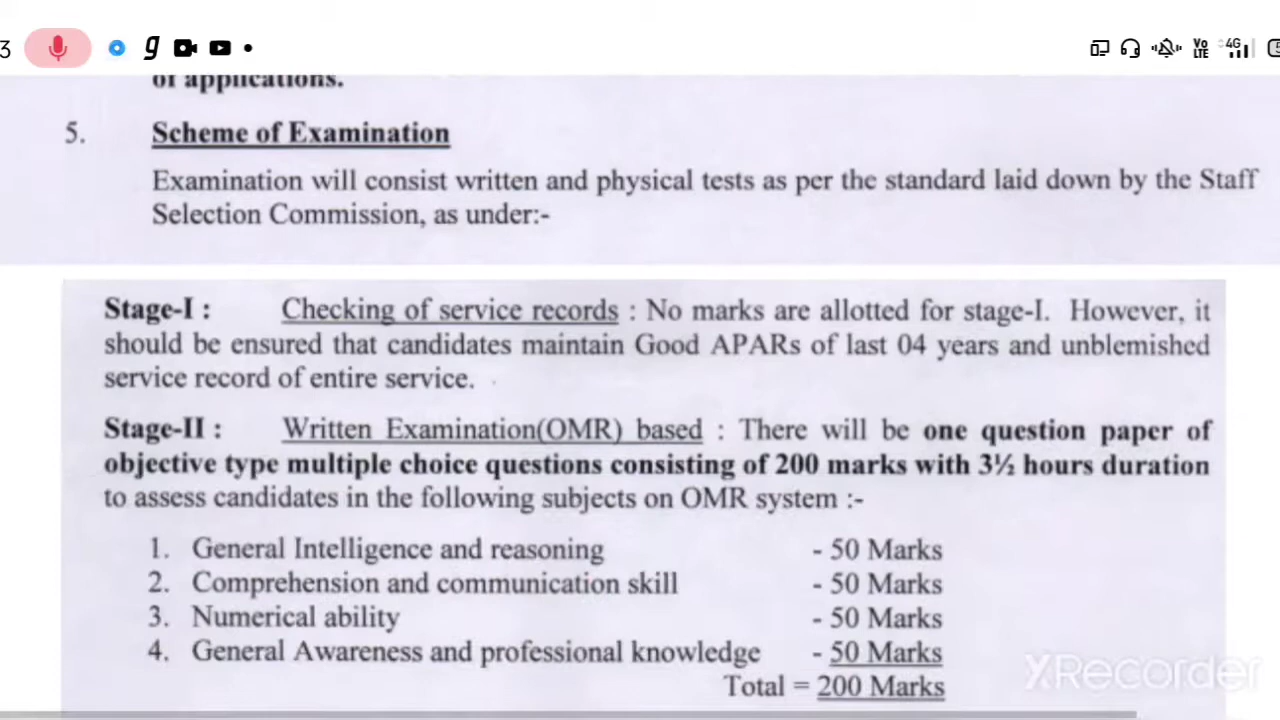 3
g
Vo
LTE
4G
of applications.
5. Scheme of Examination
Examination will consist written and physical tests as per the standard laid down by the Staff
Selection Commission, as under:-
Stage-I : Checking of service records : No marks are allotted for stage-I. However, it
should be ensured that candidates maintain Good APARs of last 04 years and unblemished
service record of entire service.
Stage-II : Written Examination(OMR) based : There will be one question paper of
objective type multiple choice questions consisting of 200 marks with 3½ hours duration
to assess candidates in the following subjects on OMR system :-
1. General Intelligence and reasoning - 50 Marks
2. Comprehension and communication skill - 50 Marks
3. Numerical ability - 50 Marks
4. General Awareness and professional knowledge - 50 Marks
Total = 200 Marks
XRecorder